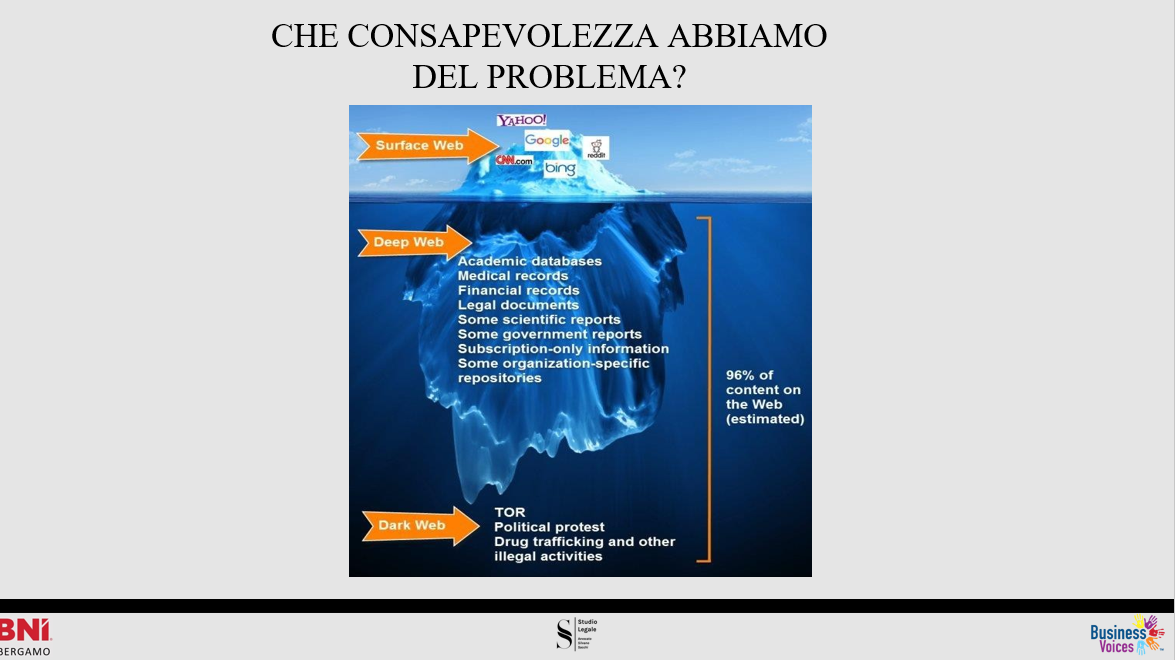 CHE CONSAPEVOLEZZA ABBIAMO
DEL PROBLEMA?
YAHOO!
Surface Web
Google
reddit
CNN.com
bing
Deep Web
Academic databases
Medical records
Financial records
Legal documents
Some scientific reports
Some government reports
Subscription-only information
Some organization-specific
repositories
96% of
content on
the Web
(estimated)
Dark Web
TOR
Political protest
Drug trafficking and other
illegal activities
BNI
BERGAMO
S
Studio
Legale
Business
Voices